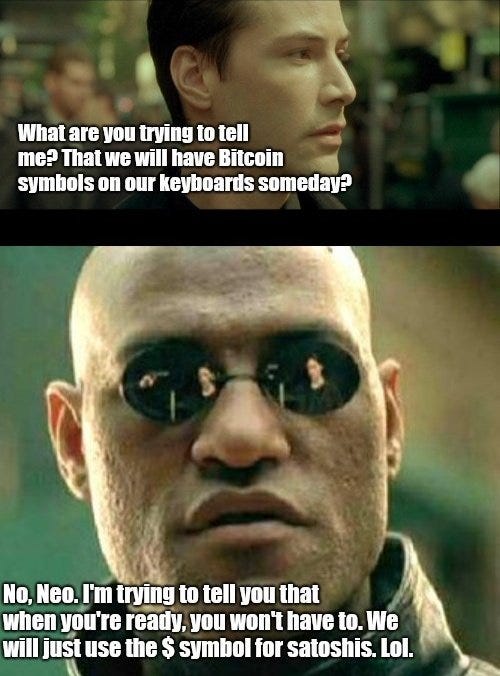 What are you trying to tell
me? That we will have Bitcoin
symbols on our keyboards someday?
No, Neo. I'm trying to tell you that
when you're ready, you won't have to. We
will just use the $ symbol for satoshis. Lol.